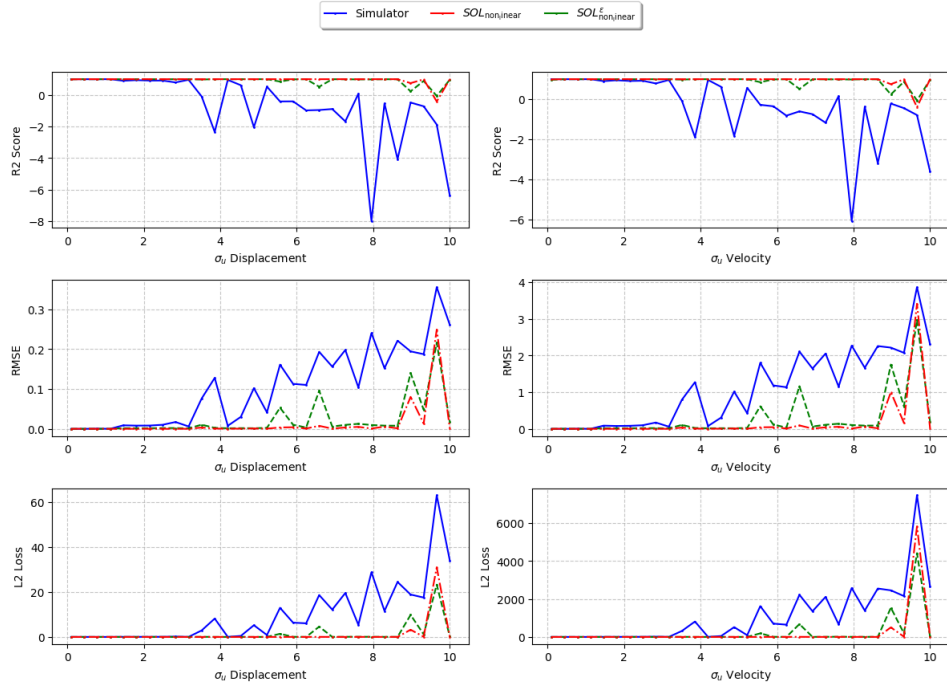 Simulator
SOL_non_linear
SOL^ε_non_linear
0
−2
−4
−6
−8
R2 Score
0 2 4 6 8 10
σ_u Displacement
0
−2
−4
−6
R2 Score
0 2 4 6 8 10
σ_u Velocity
0.3
0.2
0.1
0.0
RMSE
0 2 4 6 8 10
σ_u Displacement
4
3
2
1
0
RMSE
0 2 4 6 8 10
σ_u Velocity
60
40
20
0
L2 Loss
0 2 4 6 8 10
σ_u Displacement
6000
4000
2000
0
L2 Loss
0 2 4 6 8 10
σ_u Velocity